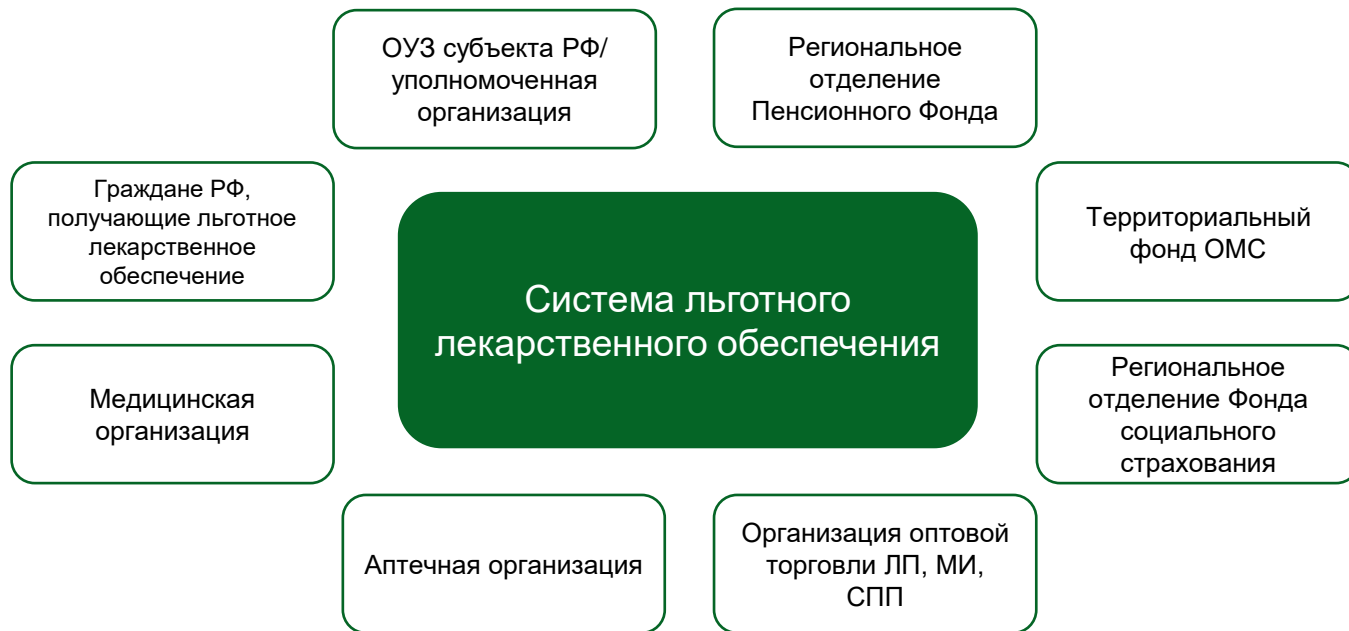 ОУЗ субъекта РФ/
уполномоченная
организация
Региональное
отделение
Пенсионного Фонда
Граждане РФ,
получающие льготное
лекарственное
обеспечение
Территориальный
фонд ОМС
Система льготного
лекарственного обеспечения
Медицинская
организация
Региональное
отделение Фонда
социального
страхования
Аптечная организация
Организация оптовой
торговли ЛП, МИ,
СПП